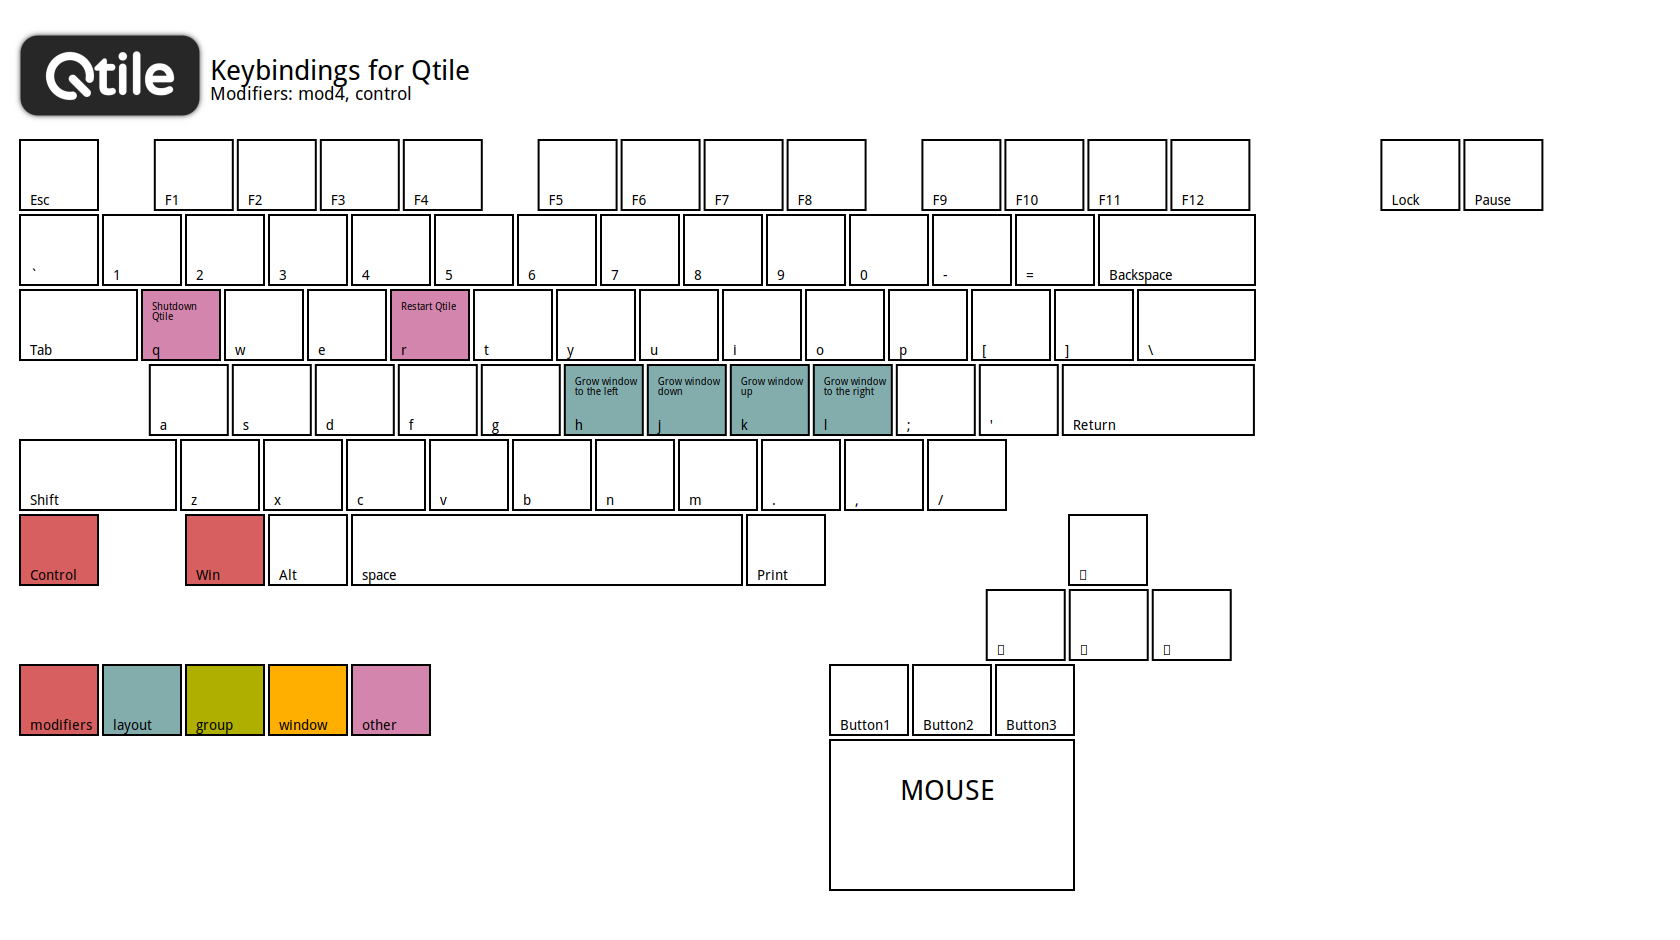 Qtile
Keybindings for Qtile
Modifiers: mod4, control
Esc
F1
F2
F3
F4
F5
F6
F7
F8
F9
F10
F11
F12
Lock
Pause
`
1
2
3
4
5
6
7
8
9
0
-
=
Backspace
Tab
Shutdown
Qtile
q
w
e
Restart Qtile
r
t
y
u
i
o
p
[
]
\
a
s
d
f
g
Grow window
to the left
h
Grow window
down
j
Grow window
up
k
Grow window
to the right
l
;
'
Return
Shift
z
x
c
v
b
n
m
.
,
/
Control
Win
Alt
space
Print
modifiers
layout
group
window
other
Button1
Button2
Button3
MOUSE